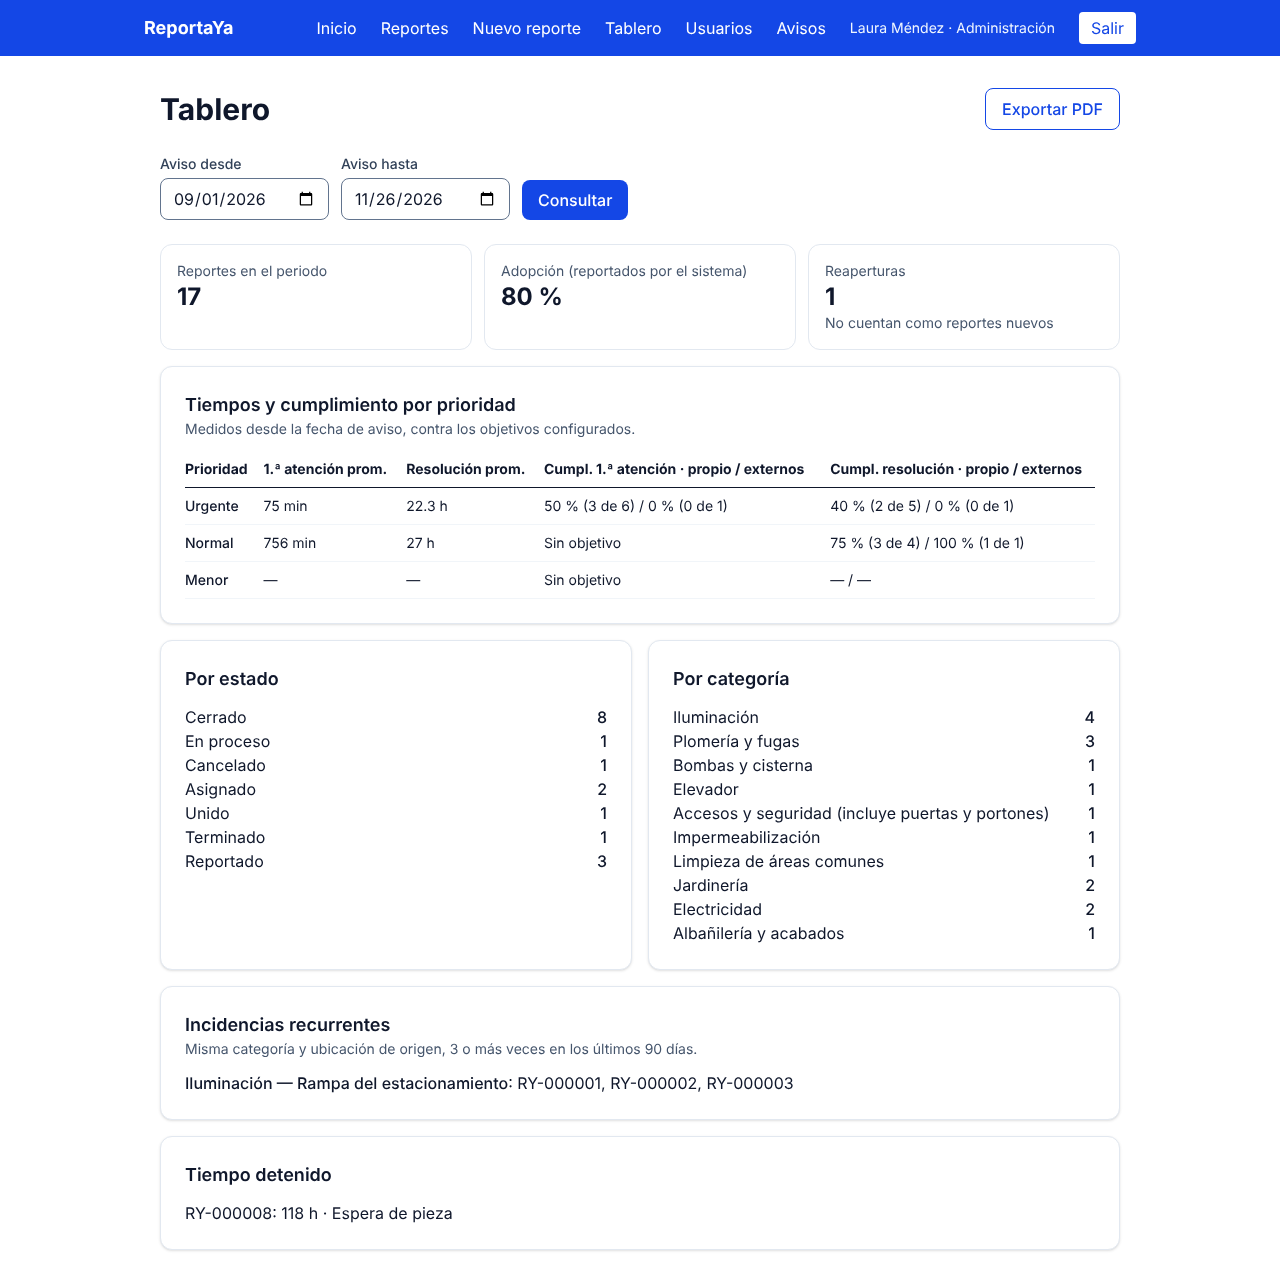 ReportaYa Inicio Reportes Nuevo reporte Tablero Usuarios Avisos Laura Méndez · Administración Salir
Tablero Exportar PDF
Aviso desde Aviso hasta
09/01/2026 11/26/2026 Consultar
Reportes en el periodo
17
Adopción (reportados por el sistema)
80 %
Reaperturas
1
No cuentan como reportes nuevos
Tiempos y cumplimiento por prioridad
Medidos desde la fecha de aviso, contra los objetivos configurados.
Prioridad 1.ª atención prom. Resolución prom. Cumpl. 1.ª atención · propio / externos Cumpl. resolución · propio / externos
Urgente 75 min 22.3 h 50 % (3 de 6) / 0 % (0 de 1) 40 % (2 de 5) / 0 % (0 de 1)
Normal 756 min 27 h Sin objetivo 75 % (3 de 4) / 100 % (1 de 1)
Menor — — Sin objetivo — / —
Por estado
Cerrado 8
En proceso 1
Cancelado 1
Asignado 2
Unido 1
Terminado 1
Reportado 3
Por categoría
Iluminación 4
Plomería y fugas 3
Bombas y cisterna 1
Elevador 1
Accesos y seguridad (incluye puertas y portones) 1
Impermeabilización 1
Limpieza de áreas comunes 1
Jardinería 2
Electricidad 2
Albañilería y acabados 1
Incidencias recurrentes
Misma categoría y ubicación de origen, 3 o más veces en los últimos 90 días.
Iluminación — Rampa del estacionamiento: RY-000001, RY-000002, RY-000003
Tiempo detenido
RY-000008: 118 h · Espera de pieza